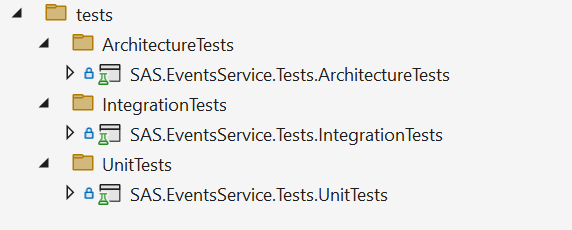 tests
ArchitectureTests
SAS.EventsService.Tests.ArchitectureTests
IntegrationTests
SAS.EventsService.Tests.IntegrationTests
UnitTests
SAS.EventsService.Tests.UnitTests